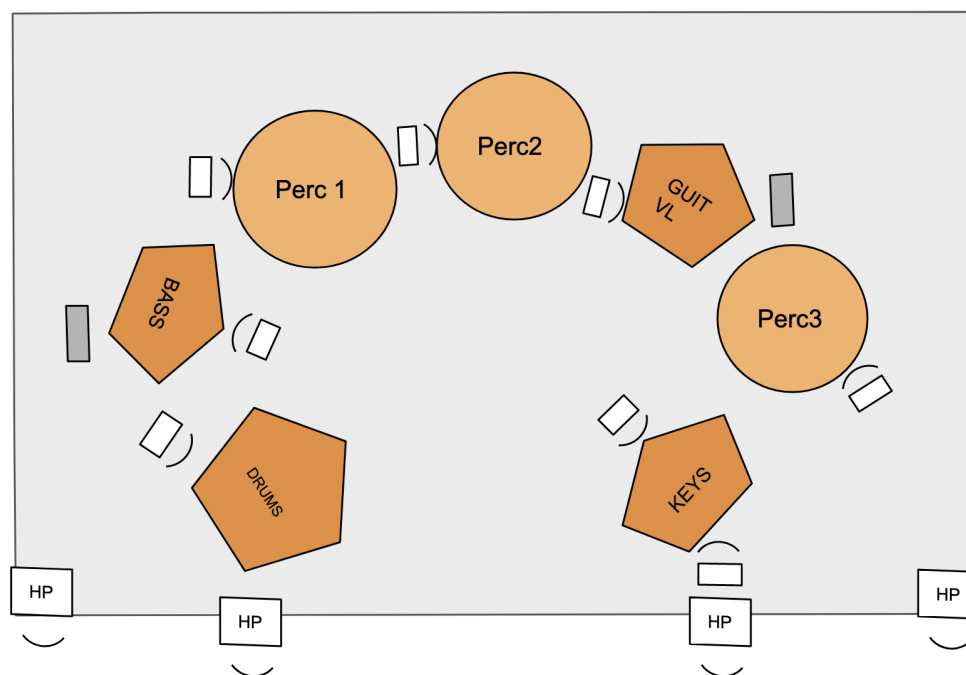 Perc2
Perc 1
GUIT
VL
BASS
Perc3
DRUMS
KEYS
HP
HP
HP
HP